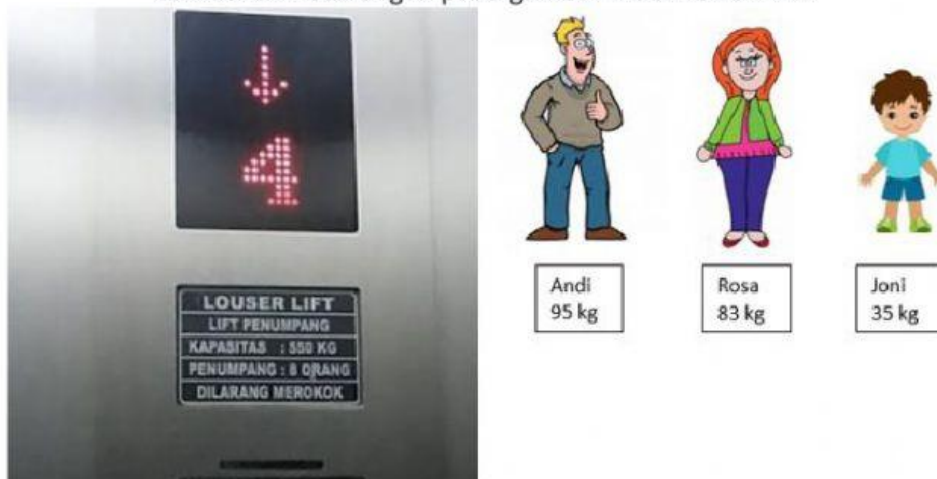 4
LOUSER LIFT
LIFT PENUMPANG
KAPASITAS : 550 KG
PENUMPANG : 8 ORANG
DILARANG MEROKOK
Andi
95 kg
Rosa
83 kg
Joni
35 kg